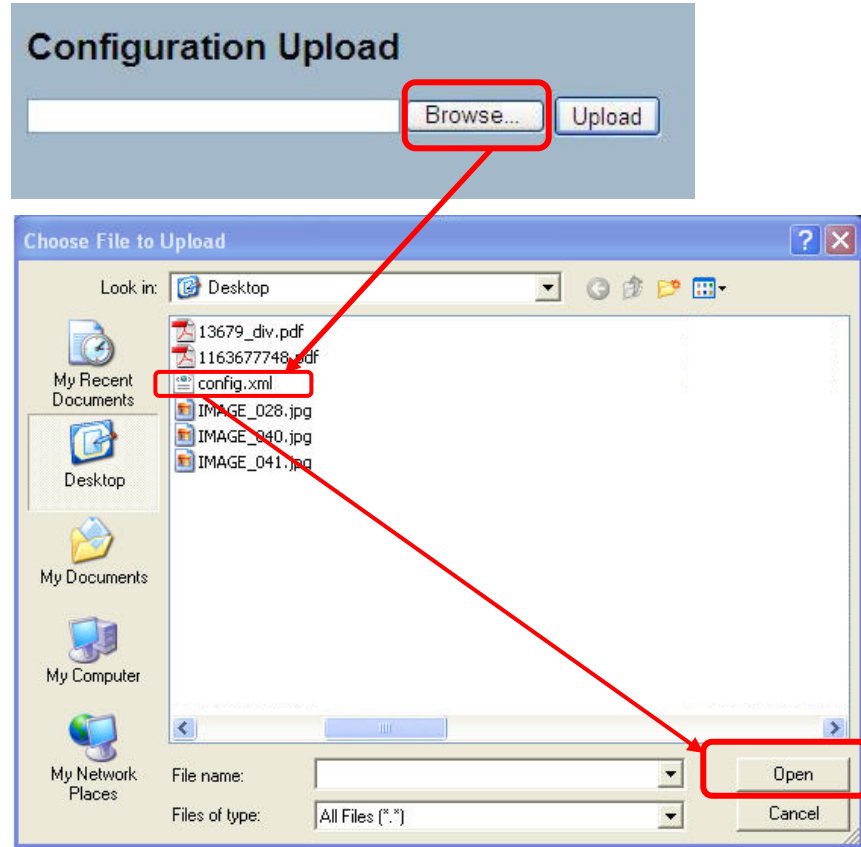 Configuration Upload
Browse... Upload
Choose File to Upload
Look in: Desktop
13679_div.pdf
1163677748.pdf
config.xml
IMAGE_028.jpg
IMAGE_040.jpg
IMAGE_041.jpg
My Recent
Documents
Desktop
My Documents
My Computer
My Network
Places
File name: Open
Files of type: All Files (*.*) Cancel